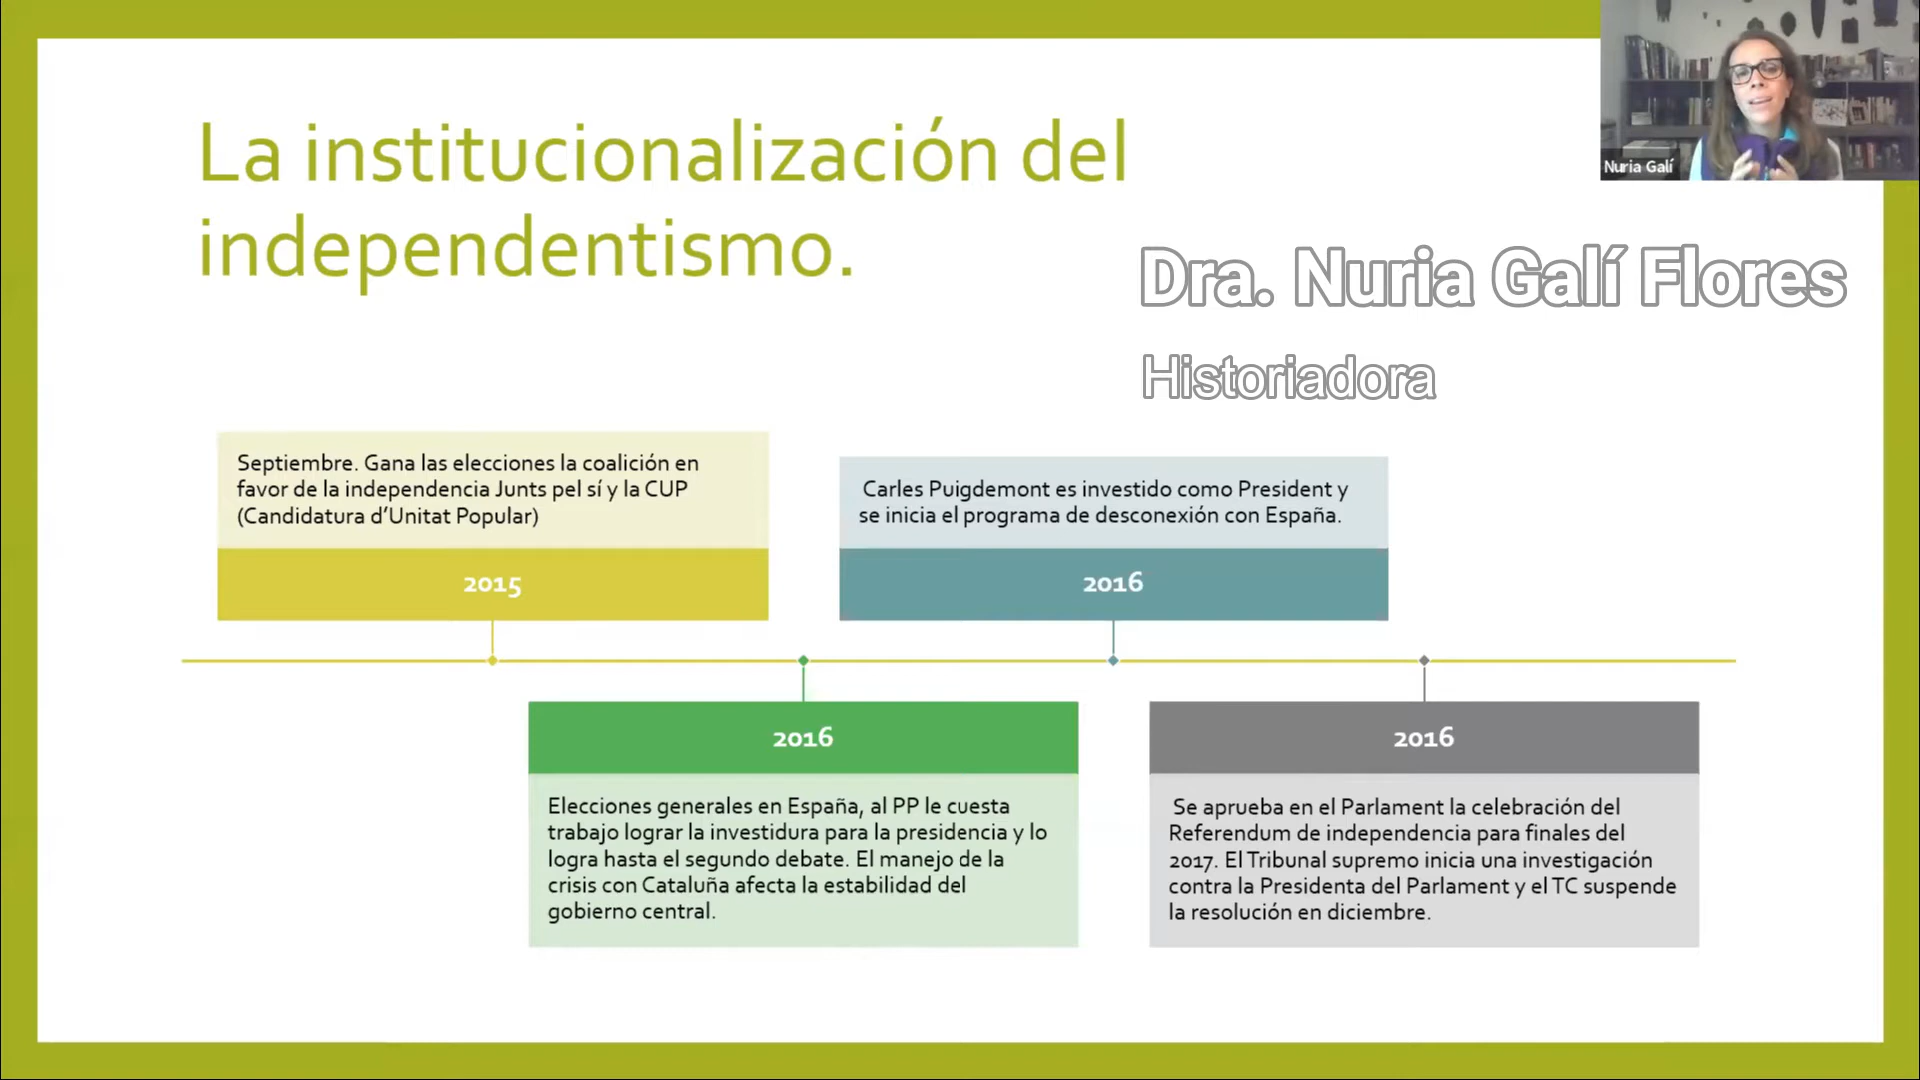 La institucionalización del
independentismo.
Nuria Galí
Dra. Nuria Galí Flores
Historiadora
Septiembre. Gana las elecciones la coalición en
favor de la independencia Junts pel sí y la CUP
(Candidatura d’Unitat Popular)
2015
Carles Puigdemont es investido como President y
se inicia el programa de desconexión con España.
2016
2016
Elecciones generales en España, al PP le cuesta
trabajo lograr la investidura para la presidencia y lo
logra hasta el segundo debate. El manejo de la
crisis con Cataluña afecta la estabilidad del
gobierno central.
2016
Se aprueba en el Parlament la celebración del
Referendum de independencia para finales del
2017. El Tribunal supremo inicia una investigación
contra la Presidenta del Parlament y el TC suspende
la resolución en diciembre.